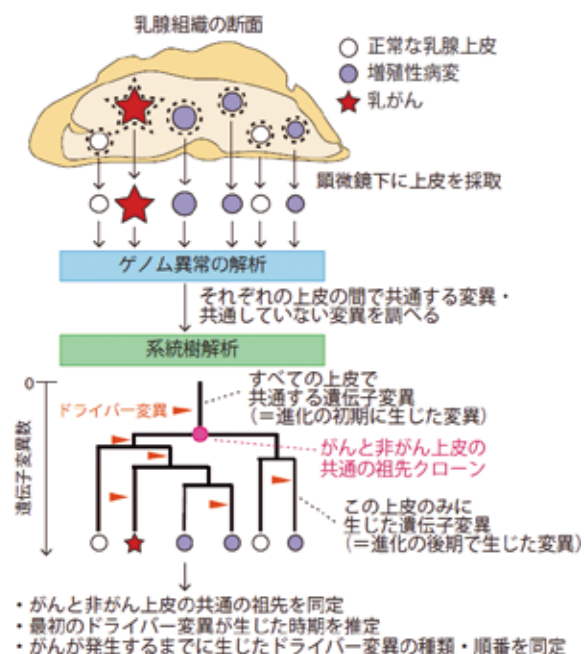 乳腺組織の断面
正常な乳腺上皮
増殖性病変
乳がん
顕微鏡下に上皮を採取
ゲノム異常の解析
それぞれの上皮の間で共通する変異・
共通していない変異を調べる
系統樹解析
0
遺伝子変異数
ドライバー変異
すべての上皮で
共通する遺伝子変異
(=進化の初期に生じた変異)
がんと非がん上皮の
共通の祖先クローン
この上皮のみに
生じた遺伝子変異
(=進化の後期で生じた変異)
・がんと非がん上皮の共通の祖先を同定
・最初のドライバー変異が生じた時期を推定
・がんが発生するまでに生じたドライバー変異の種類・順番を同定